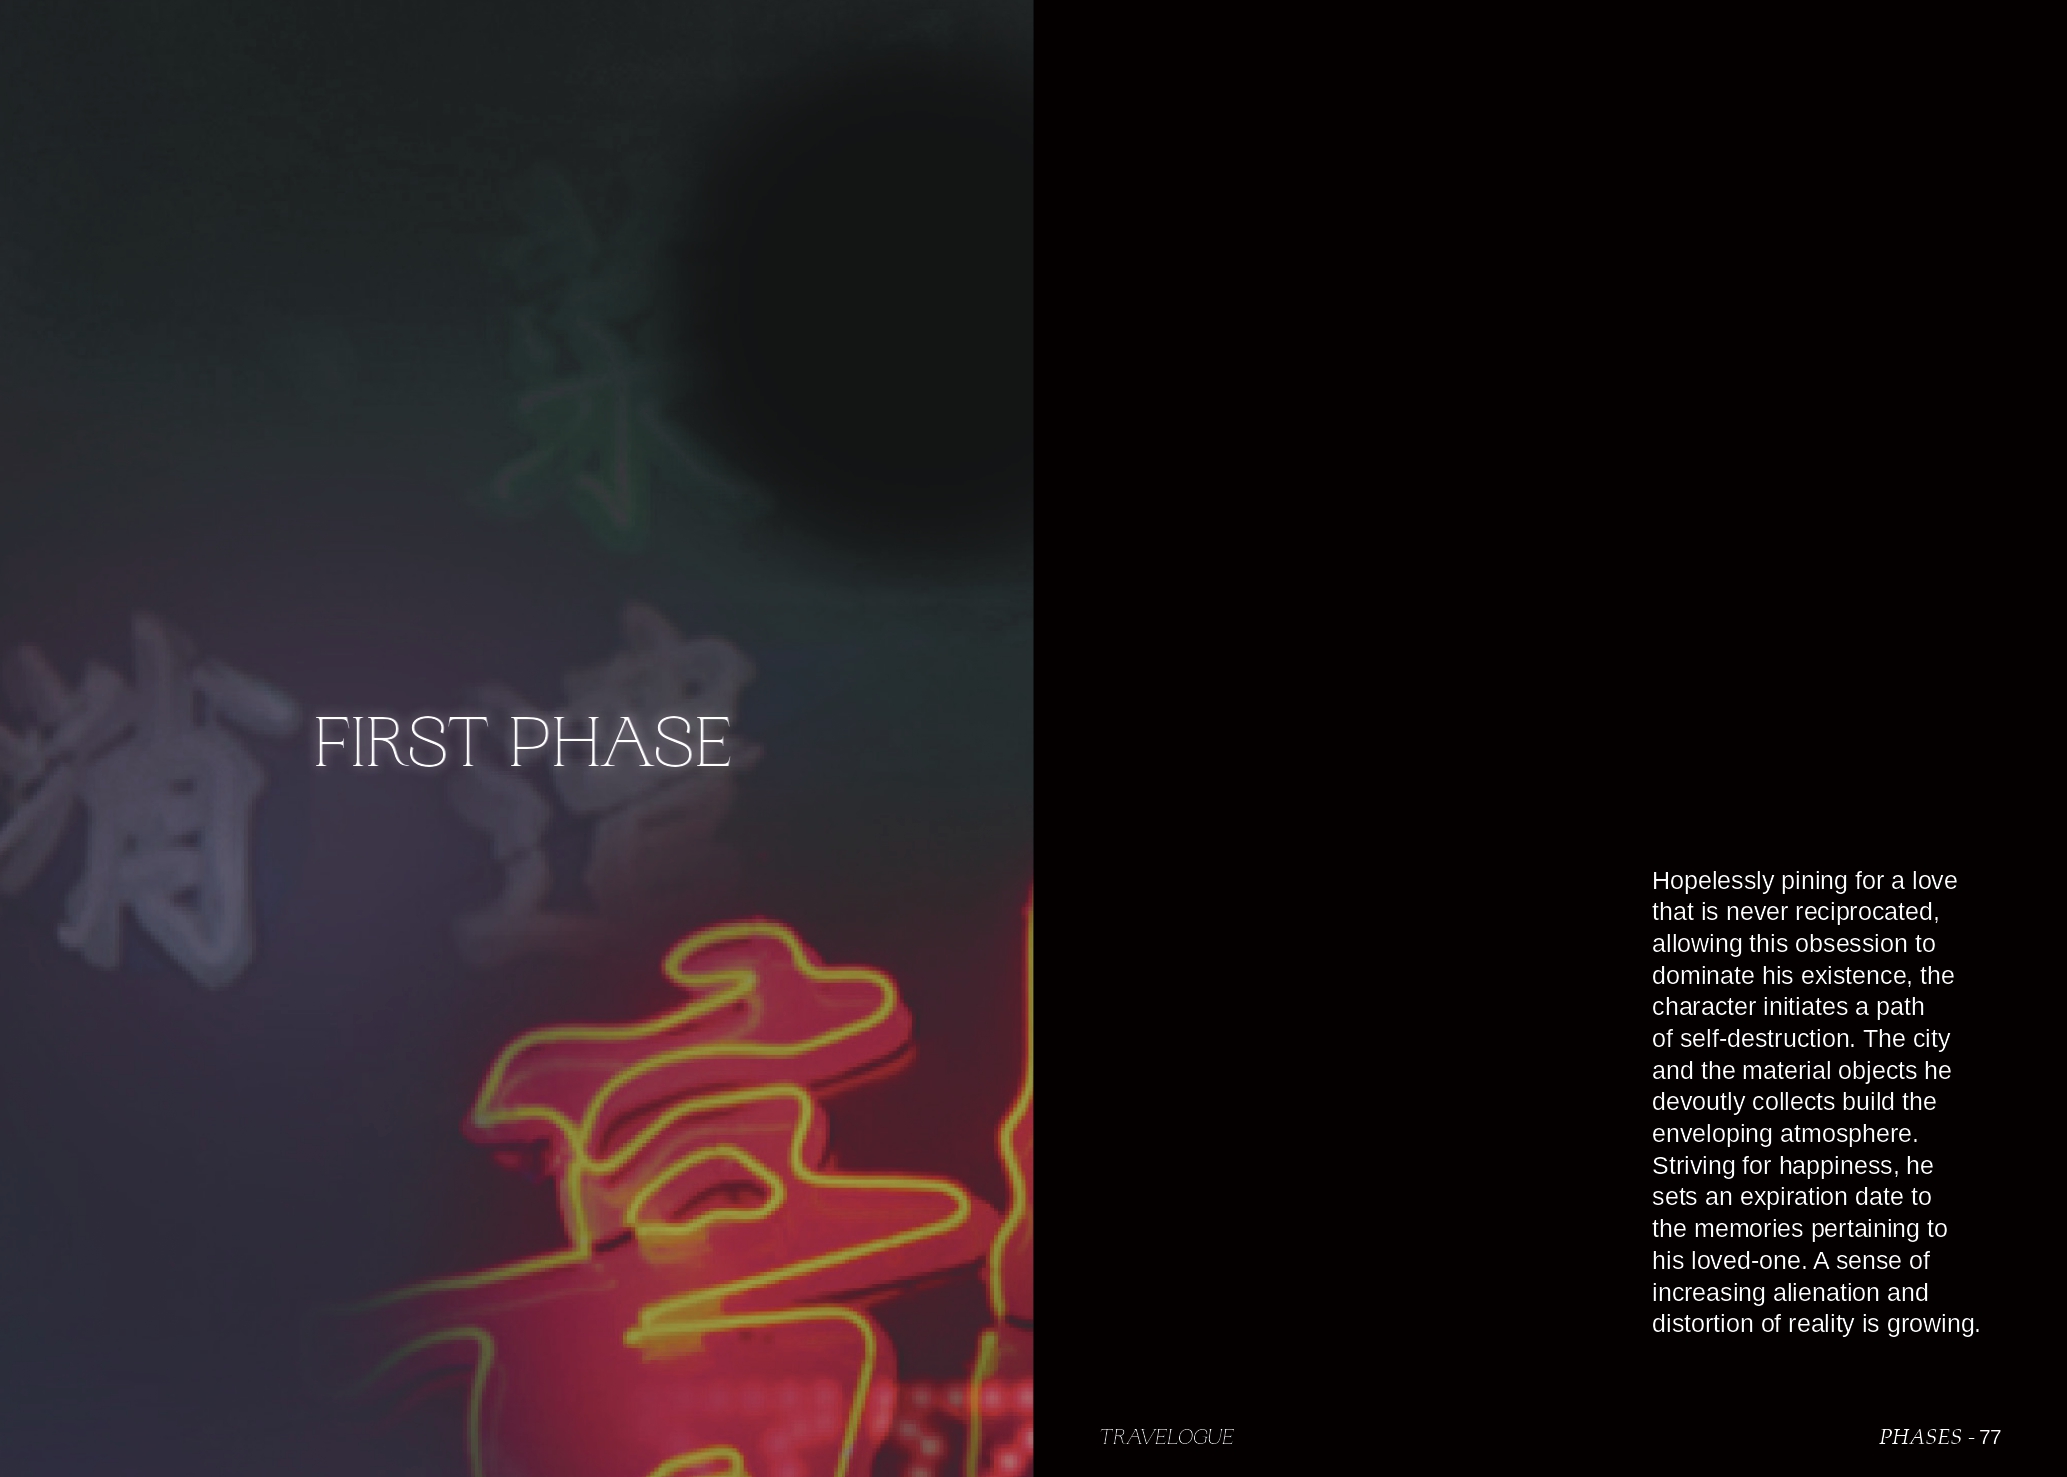 FIRST PHASE
Hopelessly pining for a love
that is never reciprocated,
allowing this obsession to
dominate his existence, the
character initiates a path
of self-destruction. The city
and the material objects he
devoutly collects build the
enveloping atmosphere.
Striving for happiness, he
sets an expiration date to
the memories pertaining to
his loved-one. A sense of
increasing alienation and
distortion of reality is growing.
TRAVELOGUE
PHASES - 77